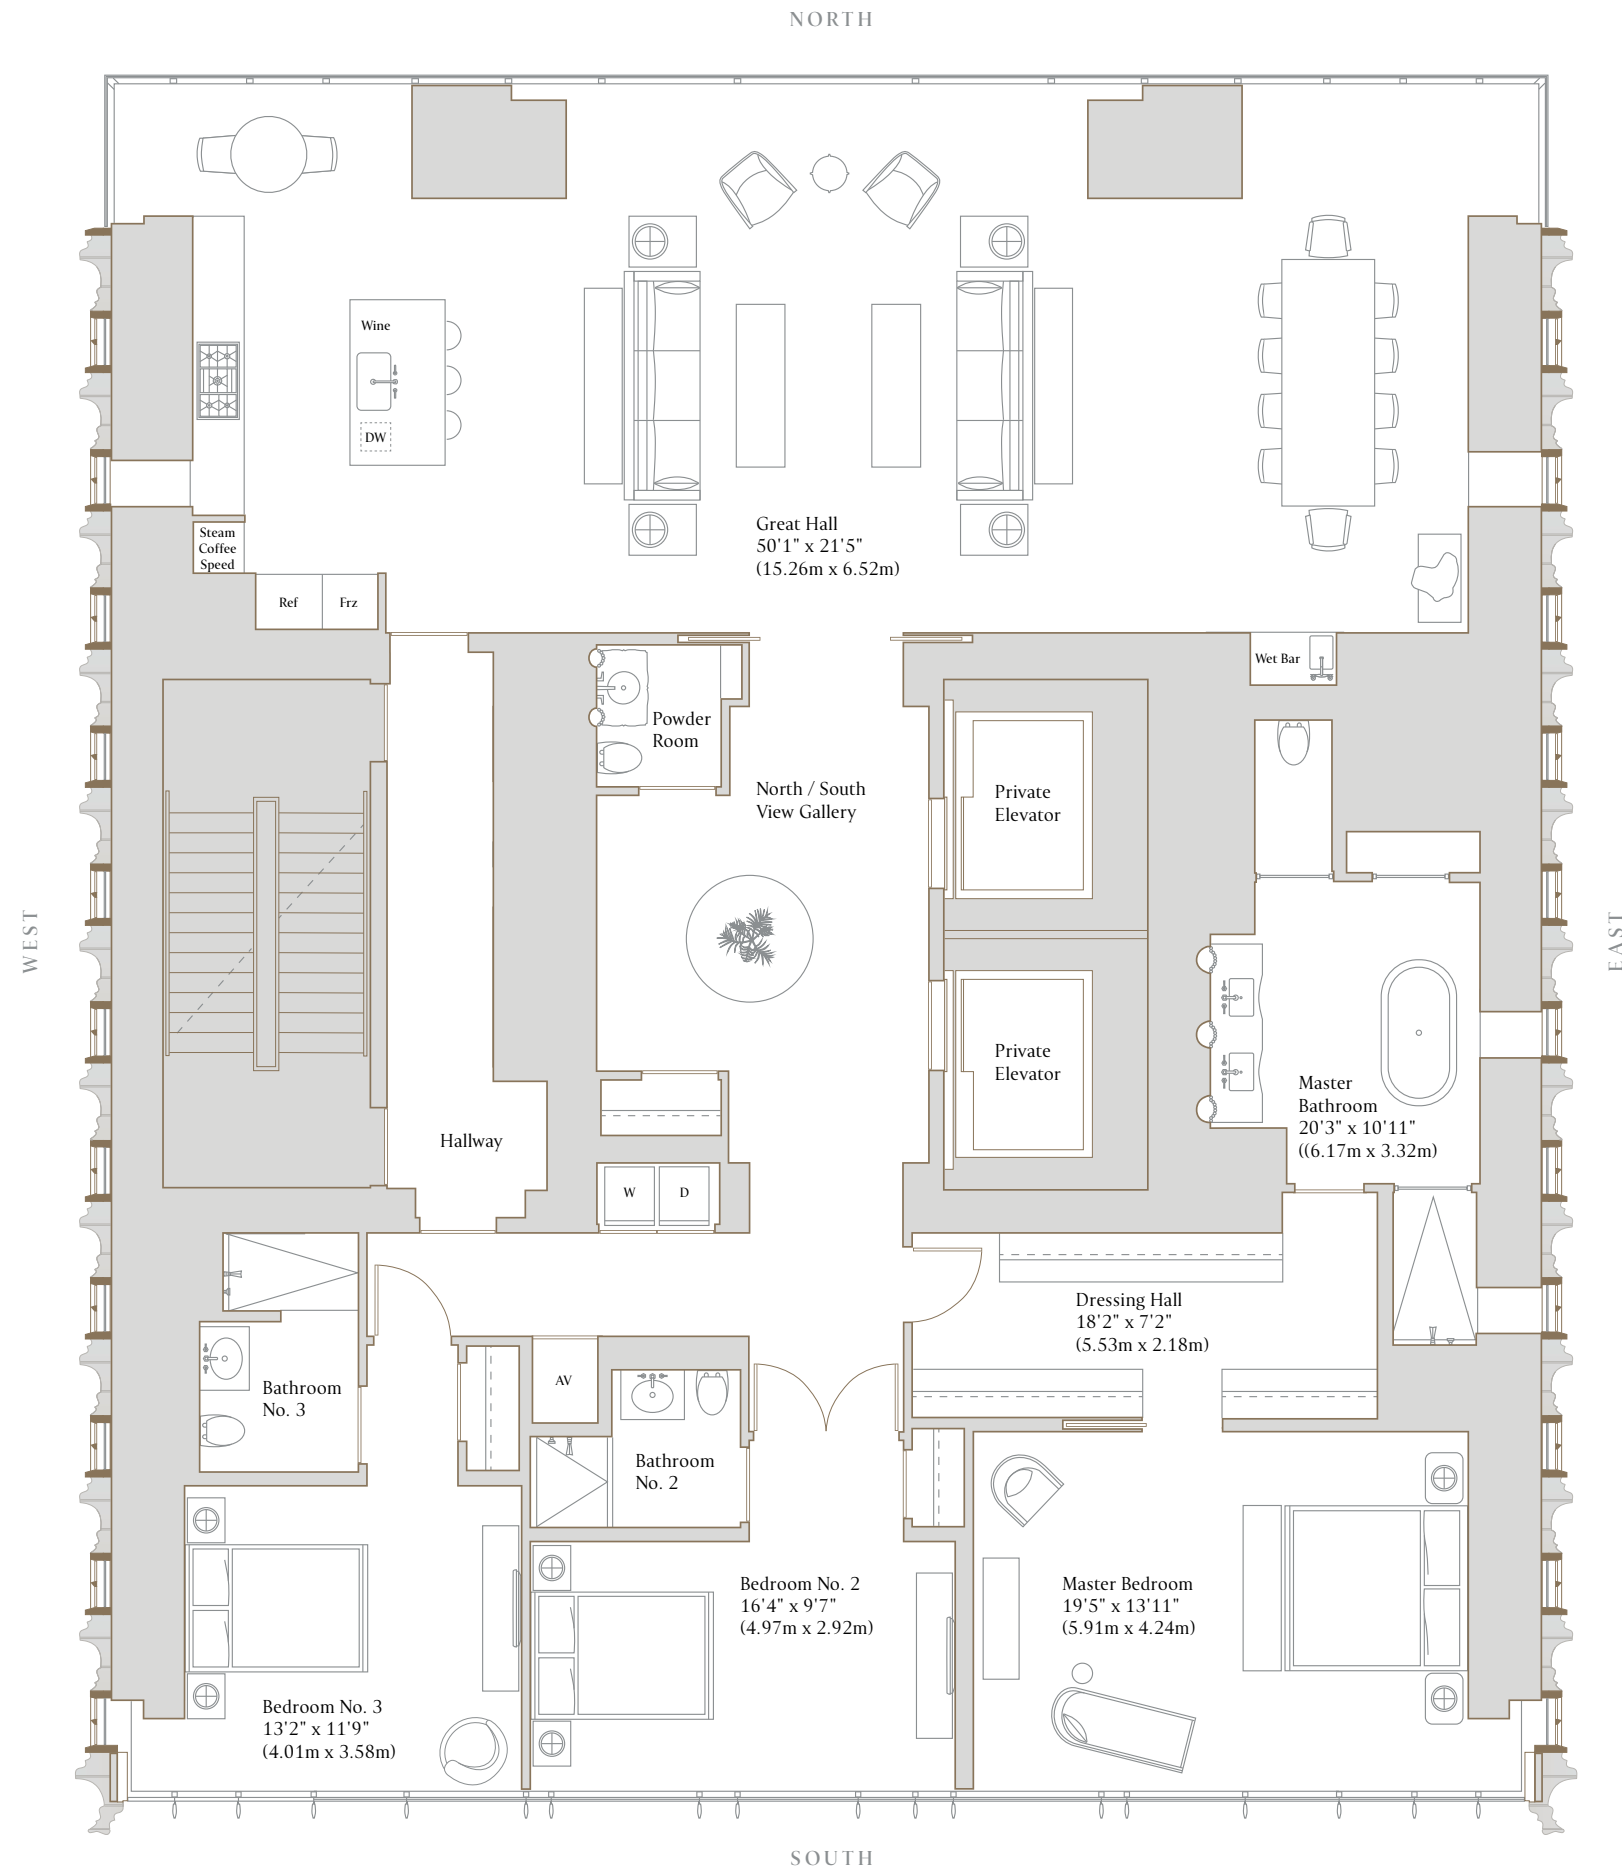 NORTH
Wine
DW
Steam
Coffee
Speed
Great Hall
50'1" x 21'5"
(15.26m x 6.52m)
Ref
Frz
Wet Bar
Powder
Room
North / South
View Gallery
Private
Elevator
WEST
EAST
Private
Elevator
Master
Bathroom
20'3" x 10'11"
((6.17m x 3.32m)
Hallway
W
D
Dressing Hall
18'2" x 7'2"
(5.53m x 2.18m)
Bathroom
No. 3
AV
Bathroom
No. 2
Bedroom No. 2
16'4" x 9'7"
(4.97m x 2.92m)
Master Bedroom
19'5" x 13'11"
(5.91m x 4.24m)
Bedroom No. 3
13'2" x 11'9"
(4.01m x 3.58m)
SOUTH